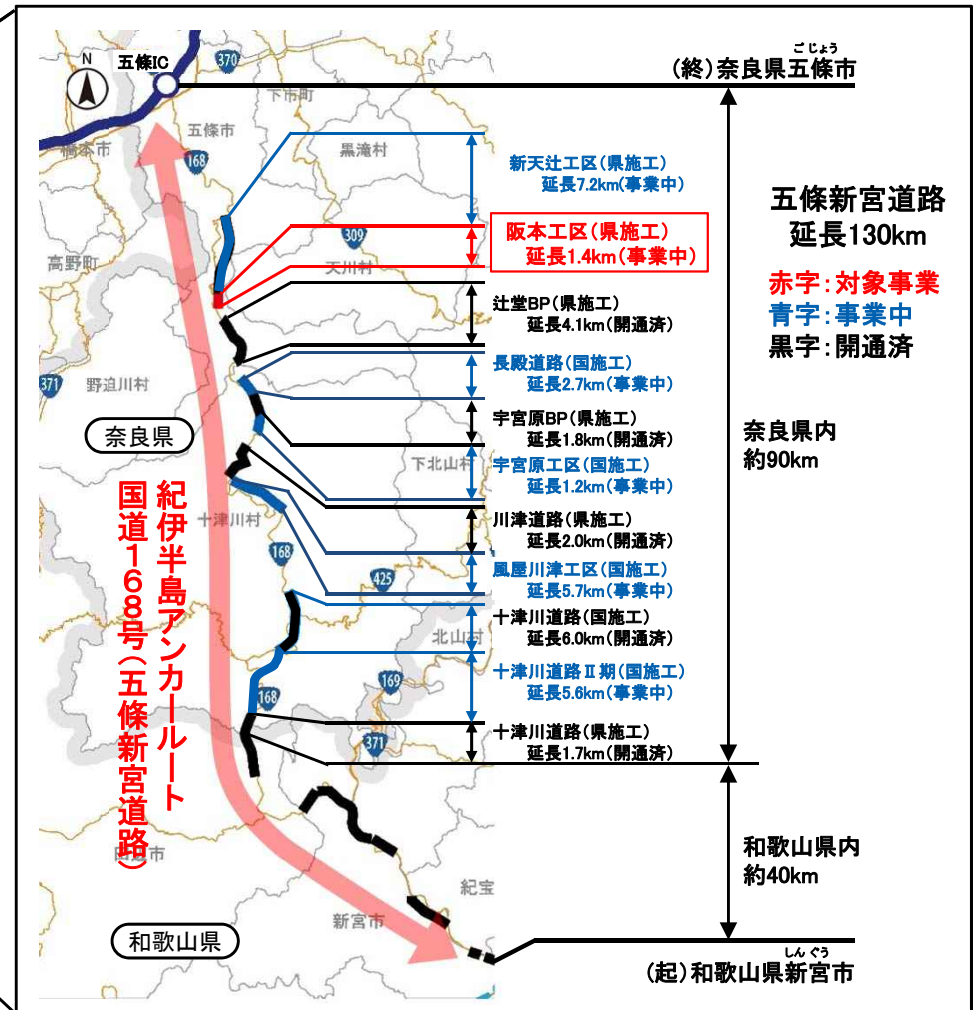 ごじょう
(終)奈良県五條市
N
五條IC
370
下市町
五條市
橋本市
168
黒滝村
新天辻工区(県施工)
延長7.2km(事業中)
五條新宮道路
延長130km
阪本工区(県施工)
延長1.4km(事業中)
309
天川村
高野町
赤字:対象事業
青字:事業中
黒字:開通済
辻堂BP(県施工)
延長4.1km(開通済)
長殿道路(国施工)
延長2.7km(事業中)
371
野迫川村
奈良県
宇宮原BP(県施工)
延長1.8km(開通済)
奈良県内
約90km
下北山村
宇宮原工区(国施工)
延長1.2km(事業中)
十津川村
川津道路(県施工)
延長2.0km(開通済)
168
風屋川津工区(国施工)
延長5.7km(事業中)
425
十津川道路(国施工)
延長6.0km(開通済)
北山村
十津川道路Ⅱ期(国施工)
延長5.6km(事業中)
169
168
371
十津川道路(県施工)
延長1.7km(開通済)
紀伊半島アンカールート
国道168号(五條新宮道路)
田辺市
和歌山県内
約40km
紀宝
新宮市
和歌山県
しんぐう
(起)和歌山県新宮市